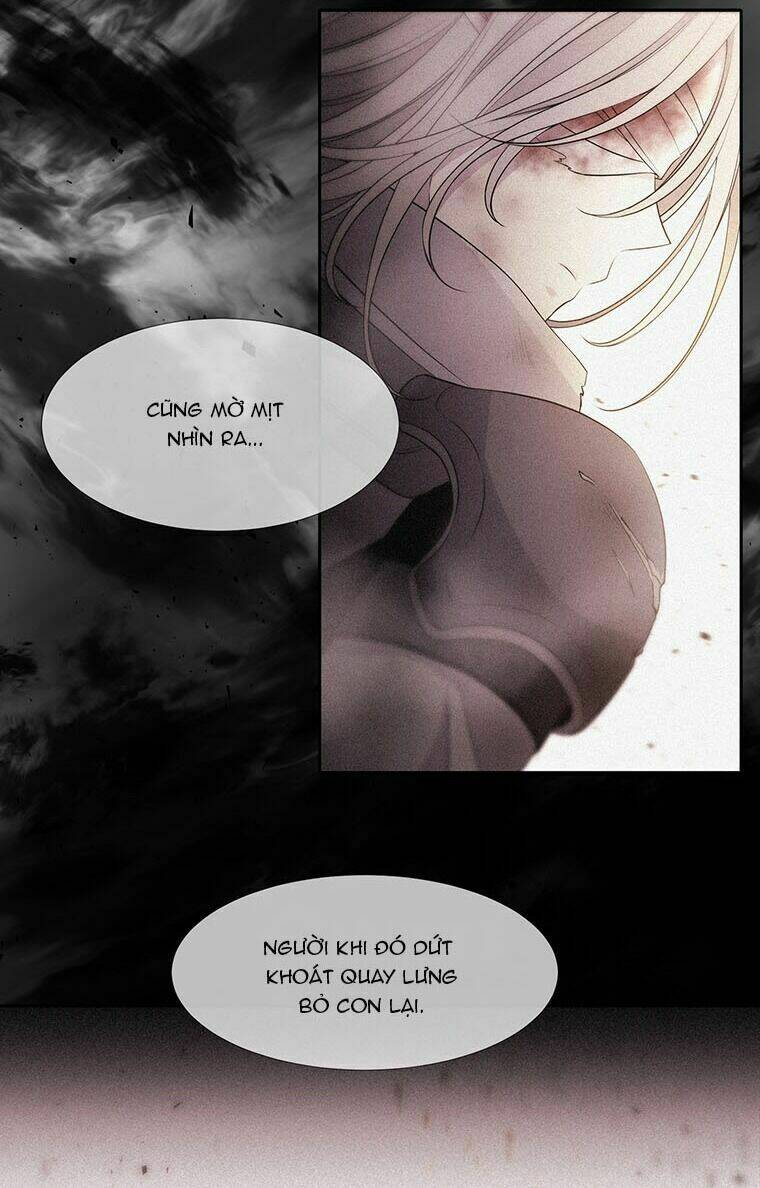 CŨNG MỜ MỊT
NHÌN RA...
NGƯỜI KHI ĐÓ DỨT
KHOÁT QUAY LƯNG
BỎ CON LẠI.